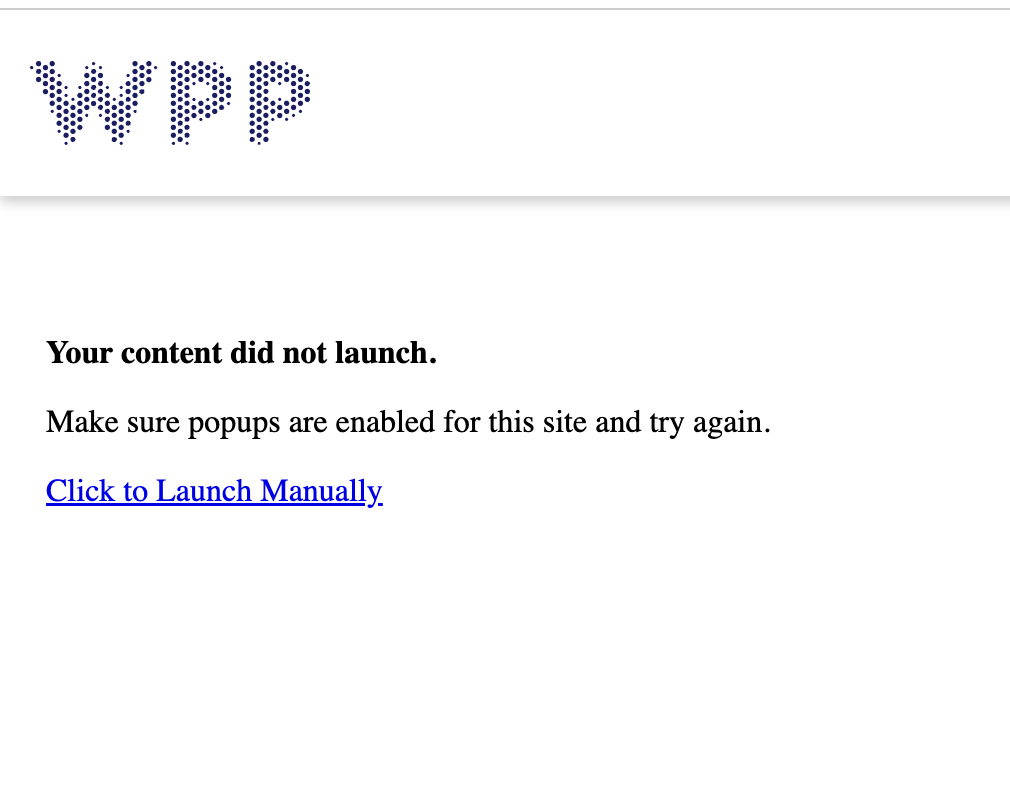 WPP
Your content did not launch.
Make sure popups are enabled for this site and try again.
Click to Launch Manually